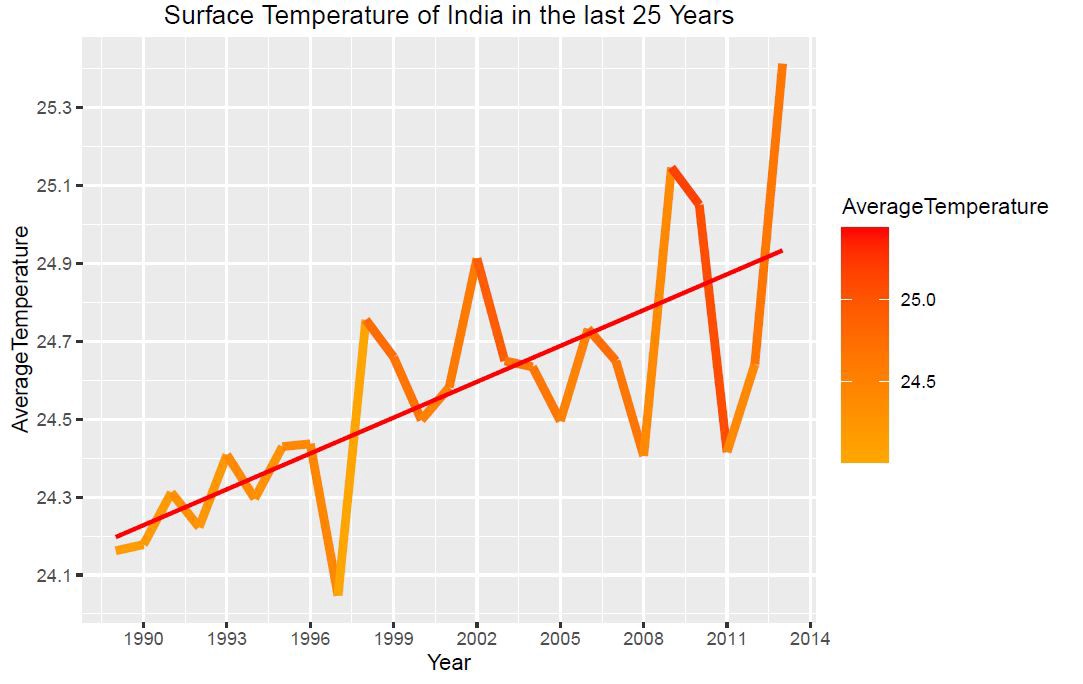 Surface Temperature of India in the last 25 Years
25.3
25.1
24.9
24.7
24.5
24.3
24.1
AverageTemperature
1990 1993 1996 1999 2002 2005 2008 2011 2014
Year
AverageTemperature
25.0
24.5